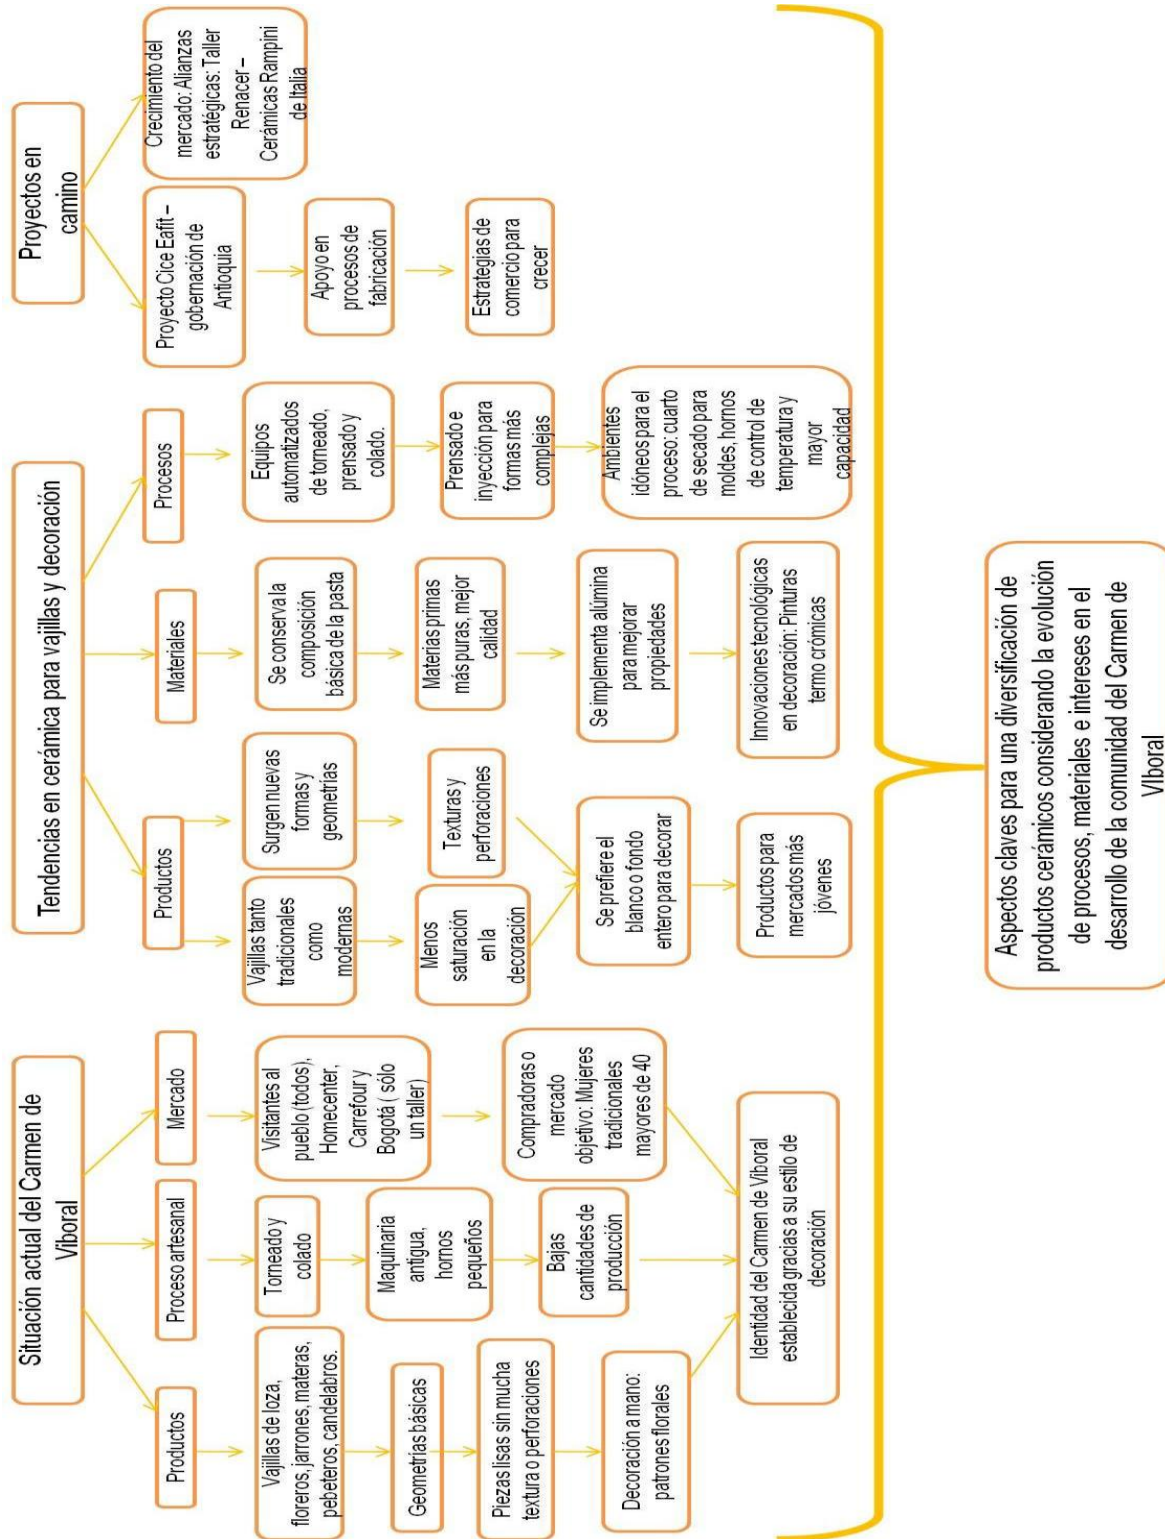 Situación actual del Carmen de
Viboral
Productos
Vajillas de loza,
floreros, jarrones, materas,
pebeteros, candelabros.
Geometrías básicas
Piezas lisas sin mucha
textura o perforaciones
Decoración a mano:
patrones florales
Proceso artesanal
Torneado y
colado
Maquinaria
antigua,
hornos
pequeños
Bajas
cantidades de
producción
Mercado
Visitantes al
pueblo (todos),
Homecenter,
Carrefour y
Bogotá ( sólo
un taller)
Compradoras o
mercado
objetivo: Mujeres
tradicionales
mayores de 40
Identidad del Carmen de Viboral
establecida gracias a su estilo de
decoración
Tendencias en cerámica para vajillas y decoración
Productos
Vajillas tanto
tradicionales
como
modernas
Menos
saturación
en la
decoración
Surgen nuevas
formas y
geometrías
Texturas y
perforaciones
Se prefiere el
blanco o fondo
entero para decorar
Productos para
mercados más
jóvenes
Materiales
Se conserva la
composición
básica de la pasta
Materias primas
más puras, mejor
calidad
Se implementa alúmina
para mejorar
propiedades
Innovaciones tecnológicas
en decoración: Pinturas
termo crómicas
Procesos
Equipos
automatizados
de torneado,
prensado y
colado.
Prensado e
inyección para
formas más
complejas
Ambientes
idóneos para el
proceso: cuarto
de secado para
moldes, hornos
de control de
temperatura y
mayor
capacidad
Proyectos en
camino
Proyecto Cice Eafit –
gobernación de
Antioquia
Apoyo en
procesos de
fabricación
Estrategias de
comercio para
crecer
Crecimiento del
mercado: Alianzas
estratégicas: Taller
Renacer –
Cerámicas Rampini
de Italia
Aspectos claves para una diversificación de
productos cerámicos considerando la evolución
de procesos, materiales e intereses en el
desarrollo de la comunidad del Carmen de
VIboral